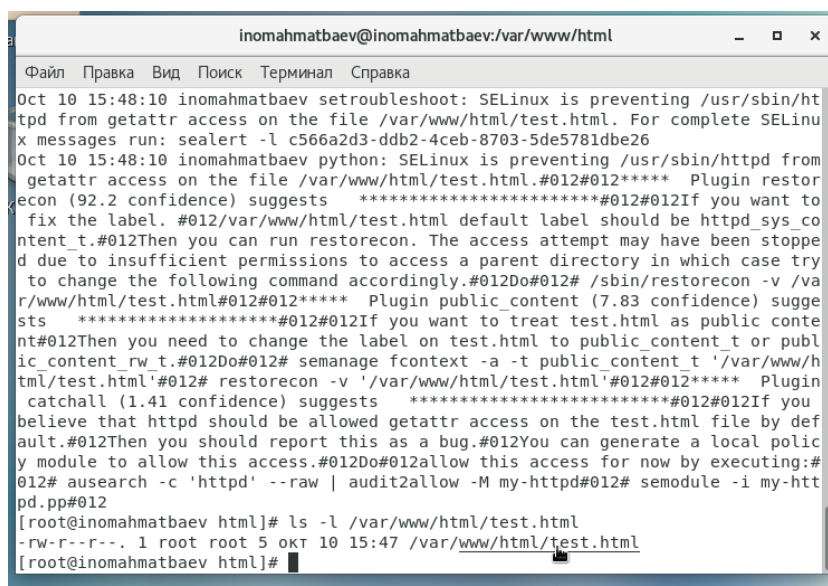 inomahmatbaev@inomahmatbaev:/var/www/html
Файл Правка Вид Поиск Терминал Справка
Oct 10 15:48:10 inomahmatbaev setroubleshoot: SELinux is preventing /usr/sbin/ht
tpd from getattr access on the file /var/www/html/test.html. For complete SELinu
x messages run: sealert -l c566a2d3-ddb2-4ceb-8703-5de5781dbe26
Oct 10 15:48:10 inomahmatbaev python: SELinux is preventing /usr/sbin/httpd from
 getattr access on the file /var/www/html/test.html.#012#012***** Plugin restor
econ (92.2 confidence) suggests ************************#012#012If you want to
 fix the label. #012/var/www/html/test.html default label should be httpd_sys_co
ntent_t.#012Then you can run restorecon. The access attempt may have been stoppe
d due to insufficient permissions to access a parent directory in which case try
 to change the following command accordingly.#012Do#012# /sbin/restorecon -v /va
r/www/html/test.html#012#012***** Plugin public_content (7.83 confidence) sugge
sts ********************#012#012If you want to treat test.html as public conte
nt#012Then you need to change the label on test.html to public_content_t or publ
ic_content_rw_t.#012Do#012# semanage fcontext -a -t public_content_t '/var/www/h
tml/test.html'#012# restorecon -v '/var/www/html/test.html'#012#012***** Plugin
 catchall (1.41 confidence) suggests **************************#012#012If you
believe that httpd should be allowed getattr access on the test.html file by def
ault.#012Then you should report this as a bug.#012You can generate a local polic
y module to allow this access.#012Do#012allow this access for now by executing:#
012# ausearch -c 'httpd' --raw | audit2allow -M my-httpd#012# semodule -i my-htt
pd.pp#012
[root@inomahmatbaev html]# ls -l /var/www/html/test.html
-rw-r--r--. 1 root root 5 окт 10 15:47 /var/www/html/test.html
[root@inomahmatbaev html]#